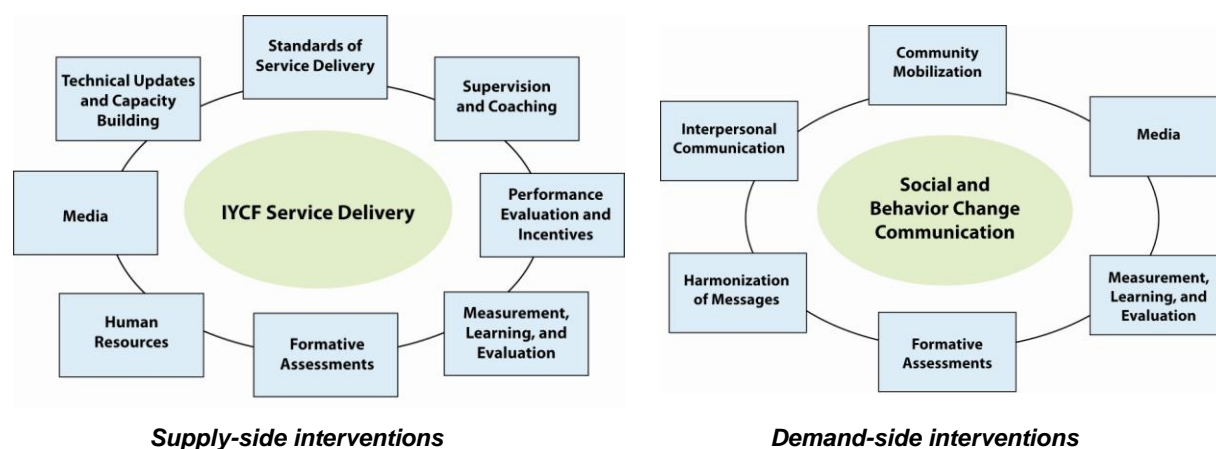 Standards of
Service Delivery
Technical Updates
and Capacity
Building
Supervision
and Coaching
Media
IYCF Service Delivery
Performance
Evaluation and
Incentives
Human
Resources
Formative
Assessments
Measurement,
Learning, and
Evaluation
Supply-side interventions
Community
Mobilization
Interpersonal
Communication
Media
Social and
Behavior Change
Communication
Harmonization
of Messages
Measurement,
Learning, and
Evaluation
Formative
Assessments
Demand-side interventions